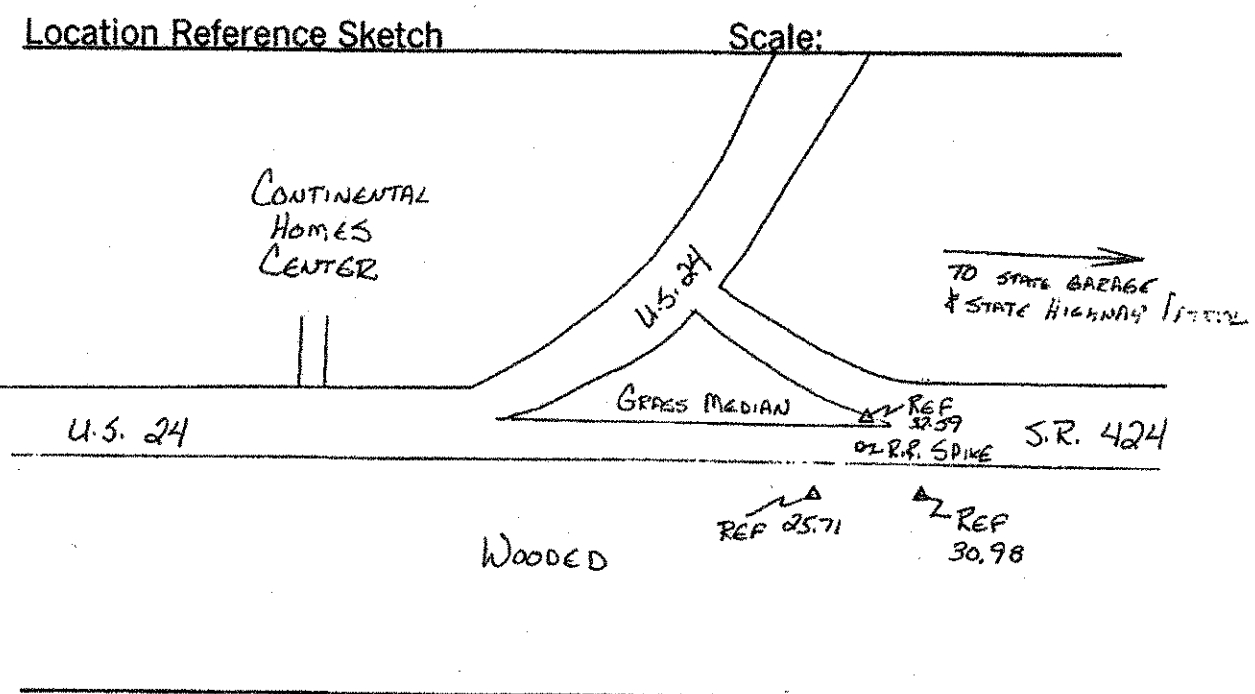 Location Reference Sketch Scale:
CONTINENTAL
HOMES
CENTER
U.S. 24
TO STATE GARAGE
& STATE HIGHWAY
GRASS MEDIAN
REF
32.59
U.S. 24
R.R. SPIKE
S.R. 424
REF 25.71
REF
30.98
WOODED